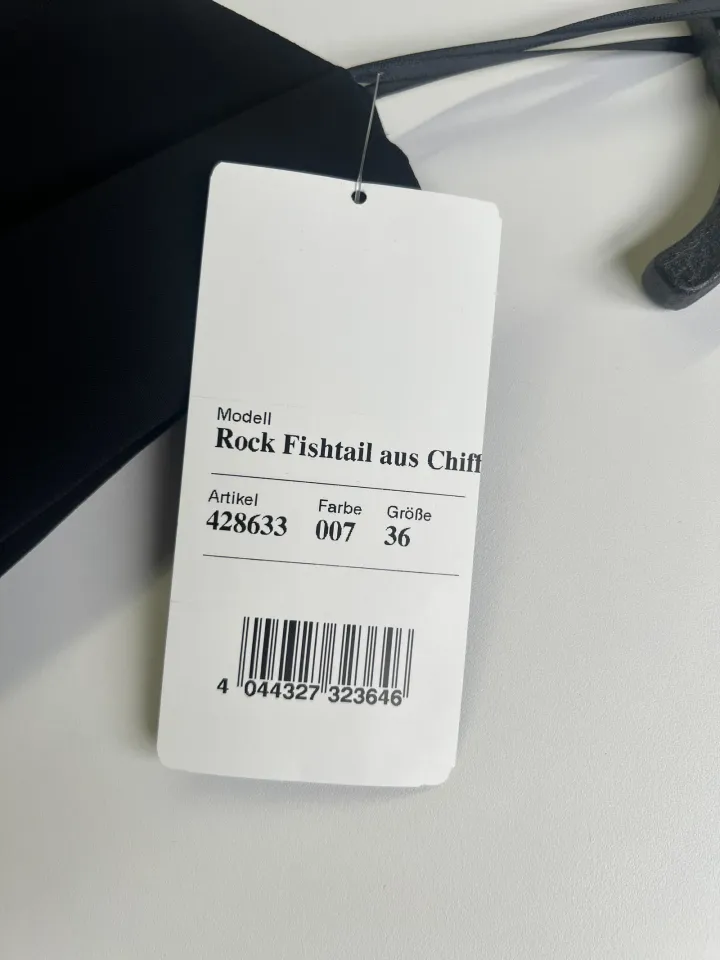 Modell
Rock Fishtail aus Chiff
Artikel Farbe Größe
428633 007 36
4 044327 323646